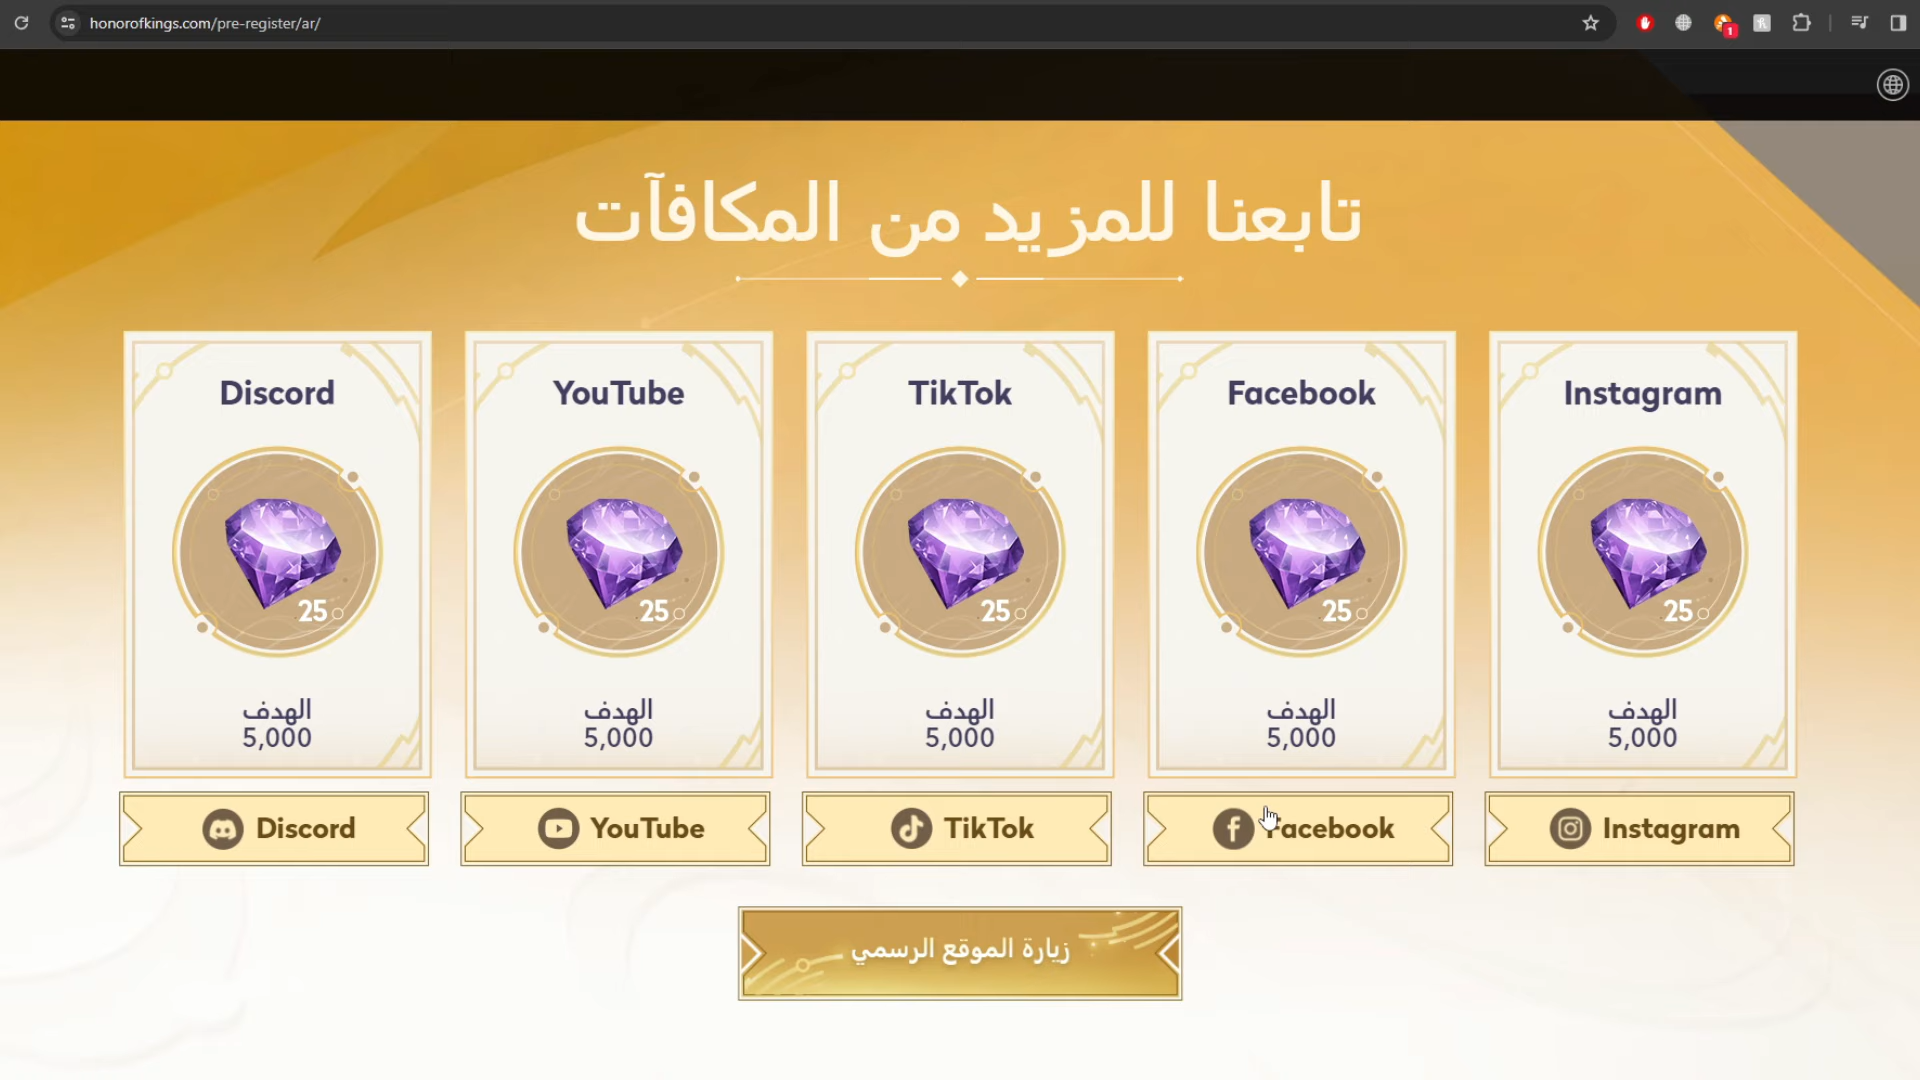 honorofkings.com/pre-register/ar/
1
تابعنا للمزيد من المكافآت
Discord
25
الهدف
5,000
Discord
YouTube
25
الهدف
5,000
YouTube
TikTok
25
الهدف
5,000
TikTok
Facebook
25
الهدف
5,000
Facebook
Instagram
25
الهدف
5,000
Instagram
زيارة الموقع الرسمي